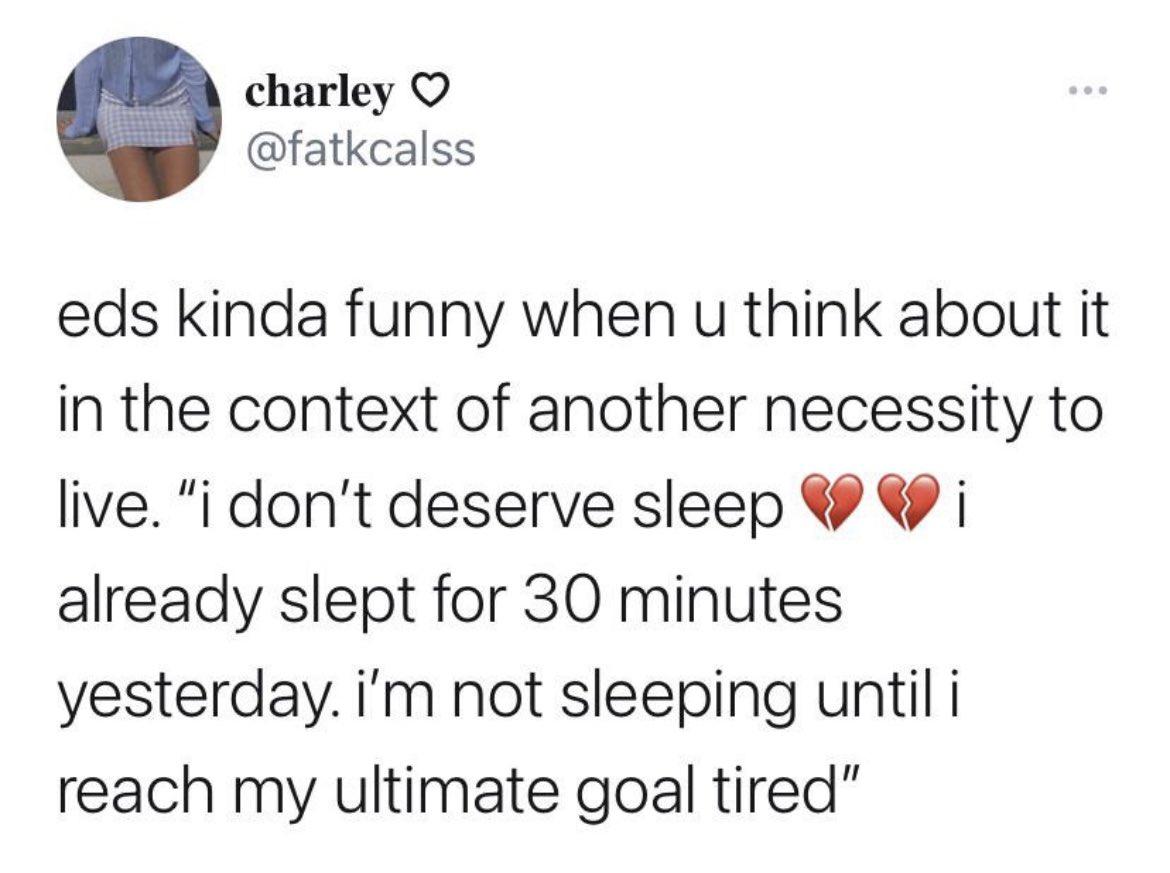 charley ♡
@fatkcalss
eds kinda funny when u think about it
in the context of another necessity to
live. “i don’t deserve sleep 💔 💔 i
already slept for 30 minutes
yesterday. i’m not sleeping until i
reach my ultimate goal tired”